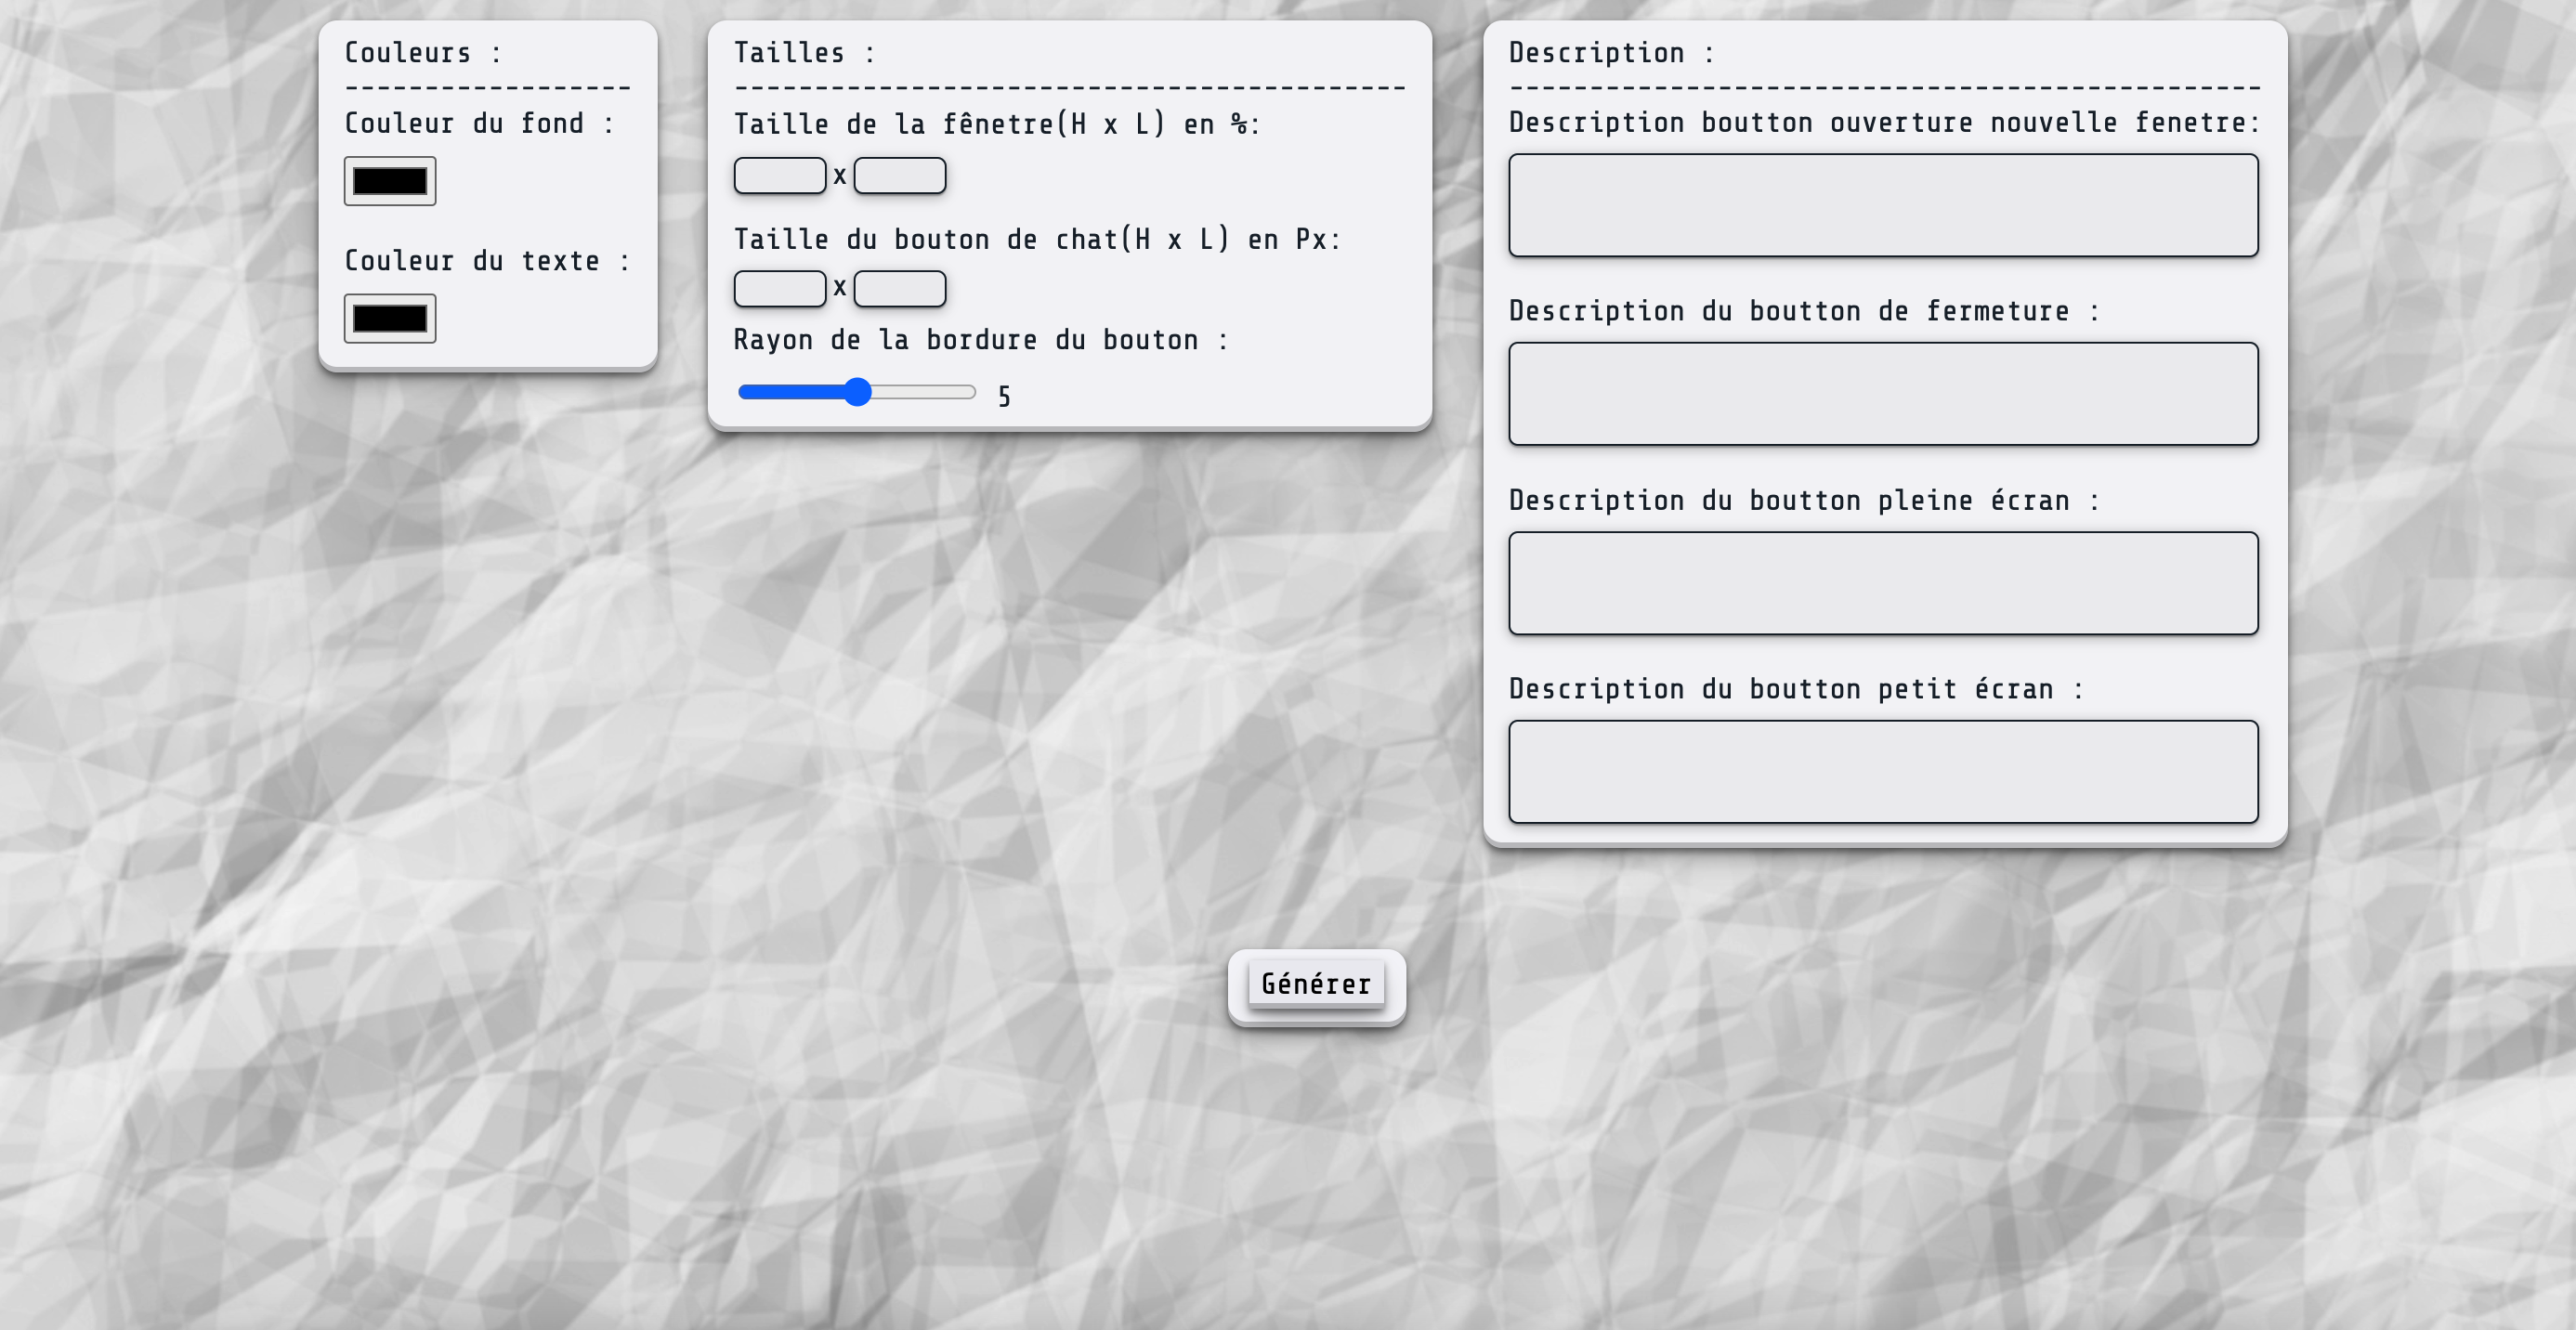 Couleurs :
------------------
Couleur du fond :
Couleur du texte :
Tailles :
------------------------------------------
Taille de la fênetre(H x L) en %:
x
Taille du bouton de chat(H x L) en Px:
x
Rayon de la bordure du bouton :
5
Description :
-----------------------------------------------
Description boutton ouverture nouvelle fenetre:
Description du boutton de fermeture :
Description du boutton pleine écran :
Description du boutton petit écran :
Générer